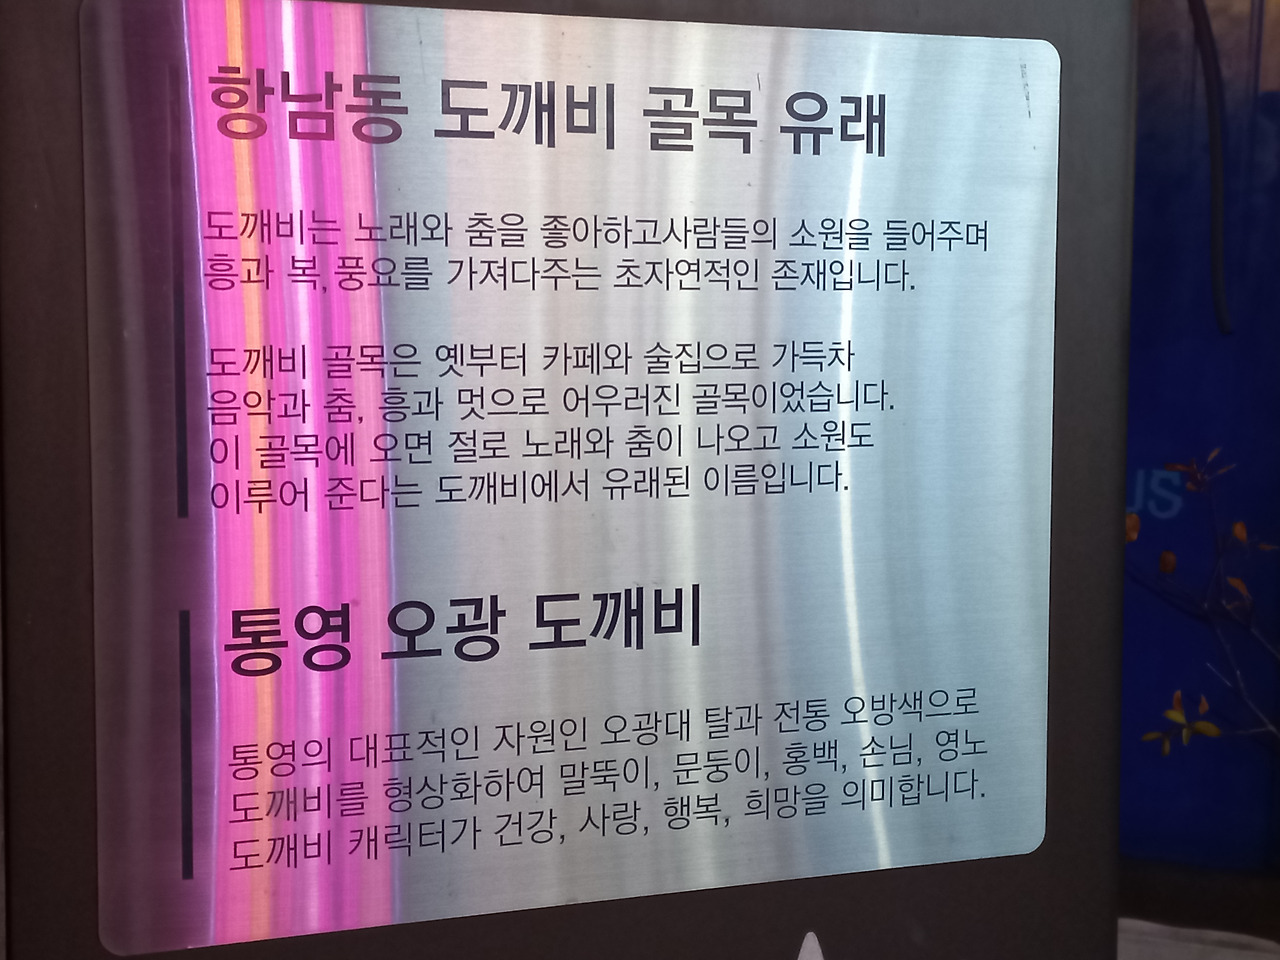 항남동 도깨비 골목 유래
도깨비는 노래와 춤을 좋아하고사람들의 소원을 들어주며
흥과 복, 풍요를 가져다주는 초자연적인 존재입니다.
도깨비 골목은 옛부터 카페와 술집으로 가득차
음악과 춤, 흥과 멋으로 어우러진 골목이었습니다.
이 골목에 오면 절로 노래와 춤이 나오고 소원도
이루어 준다는 도깨비에서 유래된 이름입니다.
통영 오광 도깨비
통영의 대표적인 자원인 오광대 탈과 전통 오방색으로
도깨비를 형상화하여 말뚝이, 문둥이, 홍백, 손님, 영노
도깨비 캐릭터가 건강, 사랑, 행복, 희망을 의미합니다.